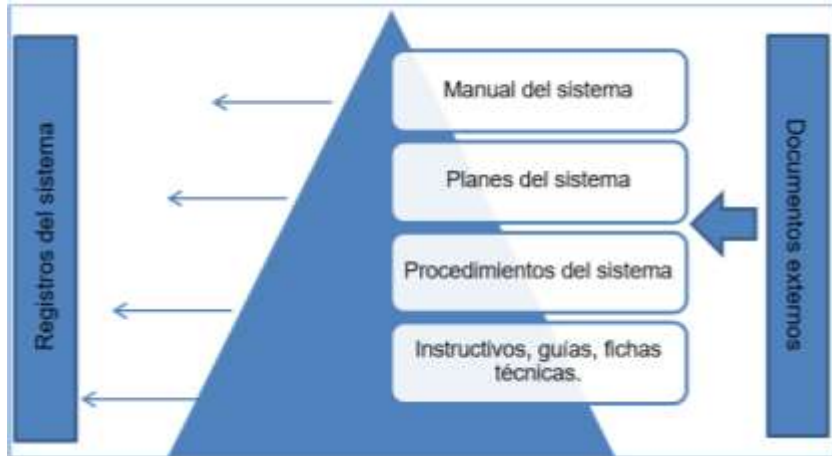 Registros del sistema
Manual del sistema
Planes del sistema
Procedimientos del sistema
Instructivos, guías, fichas
técnicas.
Documentos externos